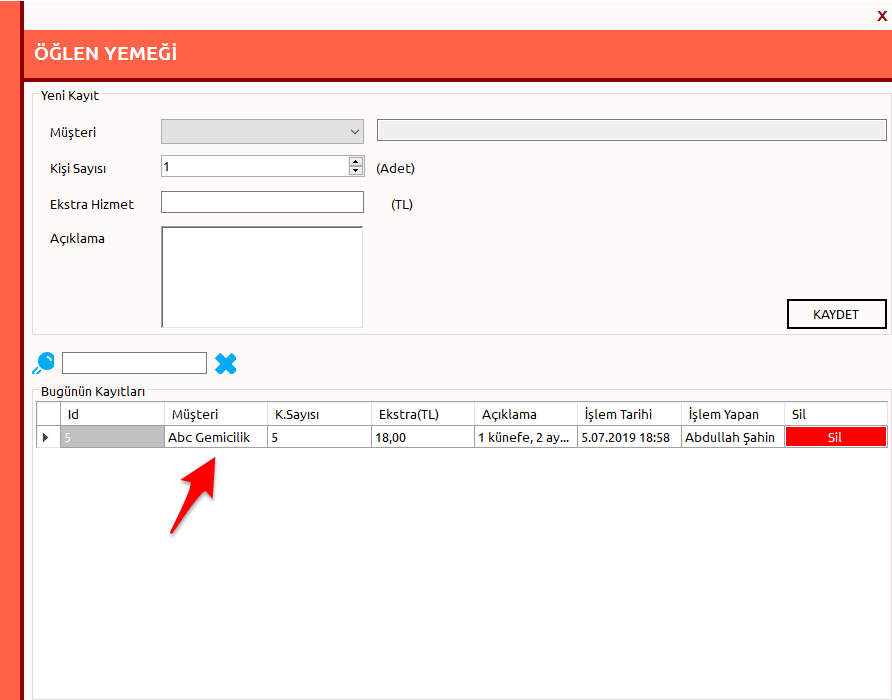 X
ÖĞLEN YEMEĞİ
Yeni Kayıt
Müşteri
Kişi Sayısı 1 (Adet)
Ekstra Hizmet (TL)
Açıklama
KAYDET
Bugünün Kayıtları
Id Müşteri K.Sayısı Ekstra(TL) Açıklama İşlem Tarihi İşlem Yapan Sil
5 Abc Gemicilik 5 18,00 1 künefe, 2 ay... 5.07.2019 18:58 Abdullah Şahin Sil